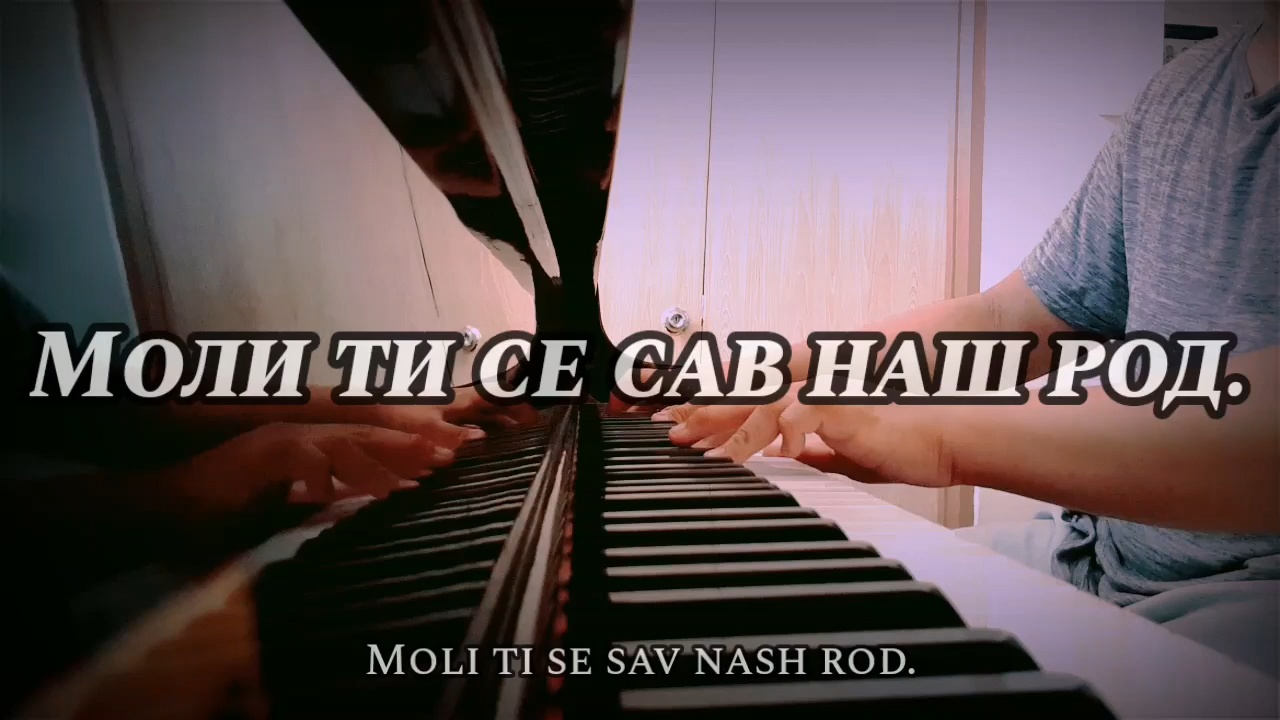 Моли ти се сав наш род.
Moli ti se sav nash rod.